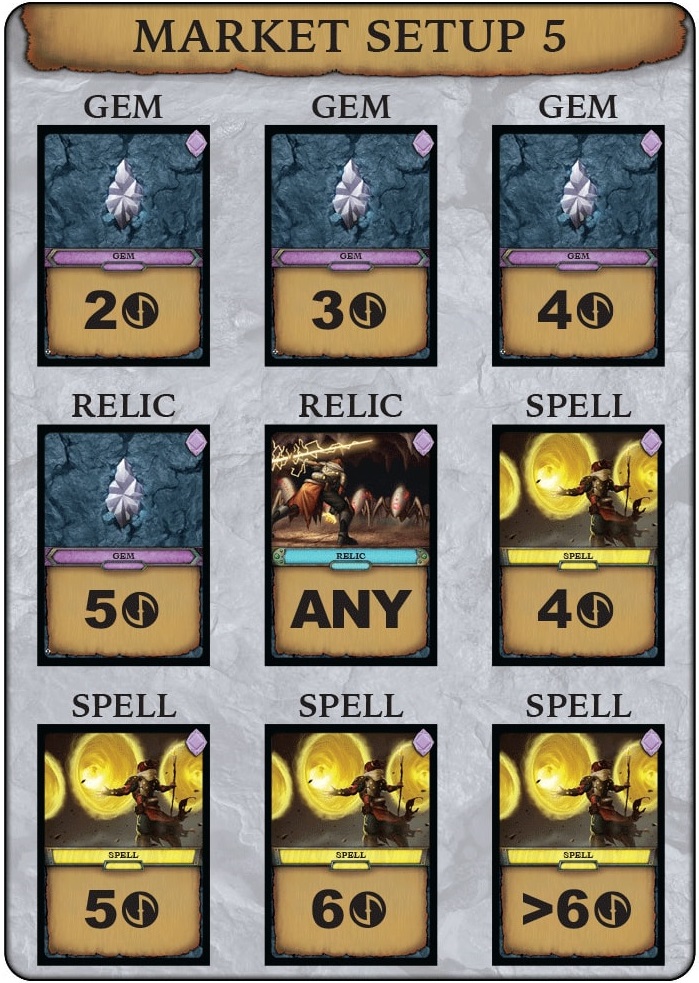 MARKET SETUP 5
GEM GEM GEM
GEM GEM GEM
2 3 4
RELIC RELIC SPELL
GEM RELIC SPELL
5 ANY 4
SPELL SPELL SPELL
SPELL SPELL SPELL
5 6 >6